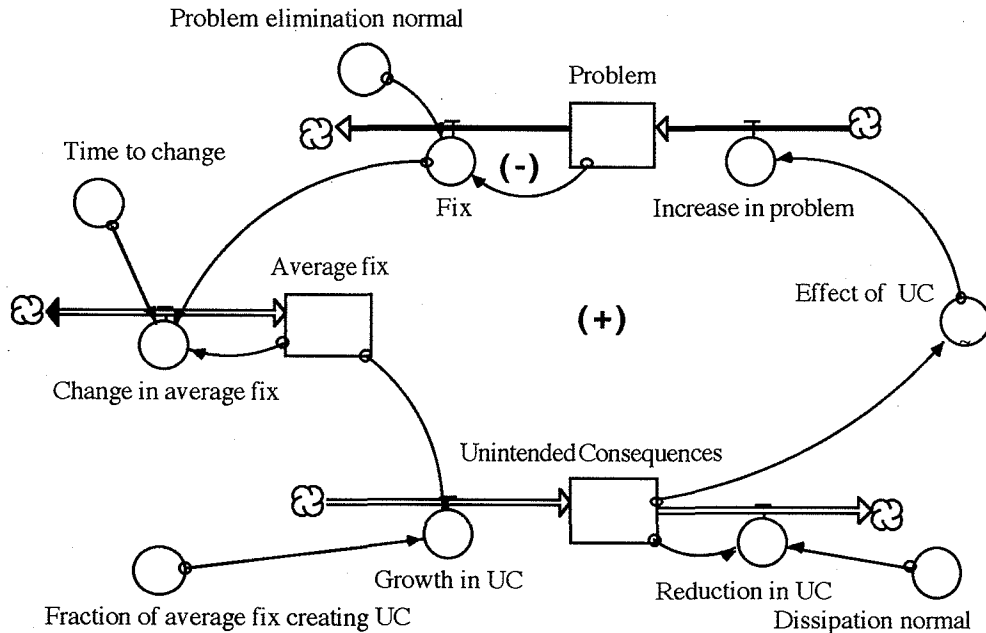 Problem elimination normal
Problem
Time to change
(-)
Fix
Increase in problem
Average fix
Effect of UC
(+)
Change in average fix
Unintended Consequences
Growth in UC
Reduction in UC
Fraction of average fix creating UC
Dissipation normal